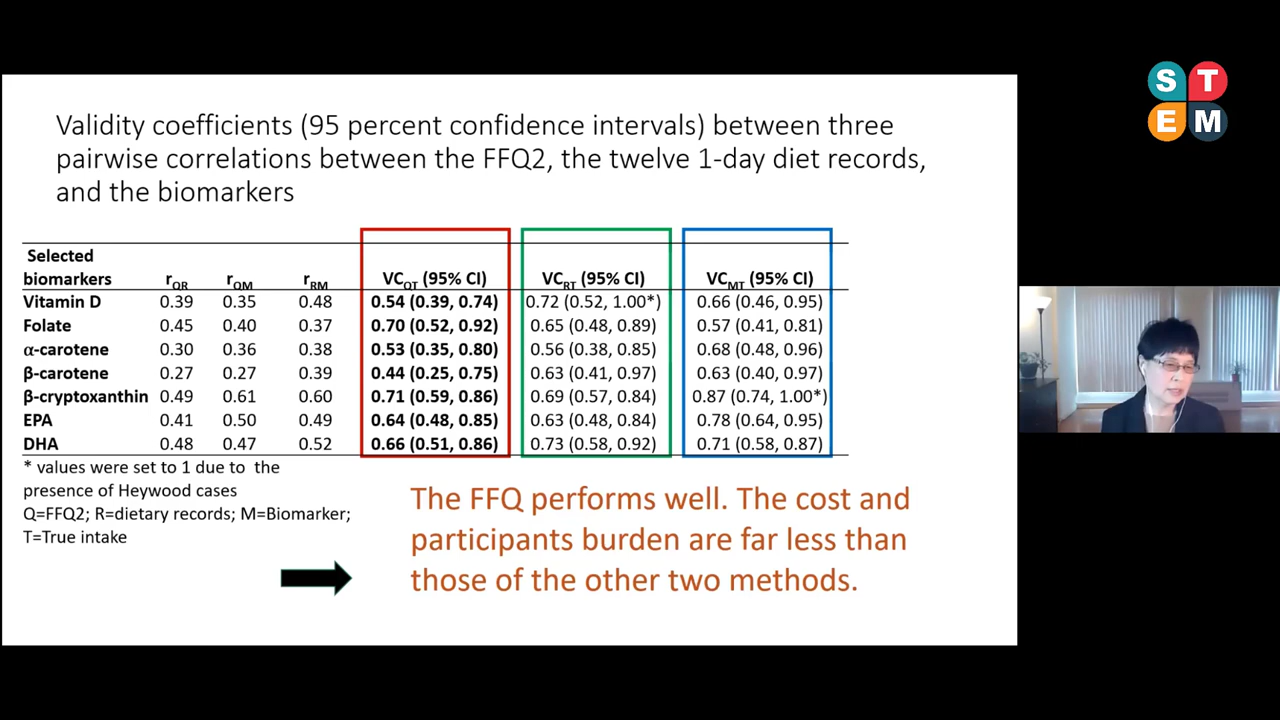 Validity coefficients (95 percent confidence intervals) between three
pairwise correlations between the FFQ2, the twelve 1-day diet records,
and the biomarkers
Selected
biomarkers r_QR r_QM r_RM VC_QT (95% CI) VC_RT (95% CI) VC_MT (95% CI)
Vitamin D 0.39 0.35 0.48 0.54 (0.39, 0.74) 0.72 (0.52, 1.00*) 0.66 (0.46, 0.95)
Folate 0.45 0.40 0.37 0.70 (0.52, 0.92) 0.65 (0.48, 0.89) 0.57 (0.41, 0.81)
α-carotene 0.30 0.36 0.38 0.53 (0.35, 0.80) 0.56 (0.38, 0.85) 0.68 (0.48, 0.96)
β-carotene 0.27 0.27 0.39 0.44 (0.25, 0.75) 0.63 (0.41, 0.97) 0.63 (0.40, 0.97)
β-cryptoxanthin 0.49 0.61 0.60 0.71 (0.59, 0.86) 0.69 (0.57, 0.84) 0.87 (0.74, 1.00*)
EPA 0.41 0.50 0.49 0.64 (0.48, 0.85) 0.63 (0.48, 0.84) 0.78 (0.64, 0.95)
DHA 0.48 0.47 0.52 0.66 (0.51, 0.86) 0.73 (0.58, 0.92) 0.71 (0.58, 0.87)
* values were set to 1 due to the
presence of Heywood cases
Q=FFQ2; R=dietary records; M=Biomarker;
T=True intake
The FFQ performs well. The cost and
participants burden are far less than
those of the other two methods.
S T
E M